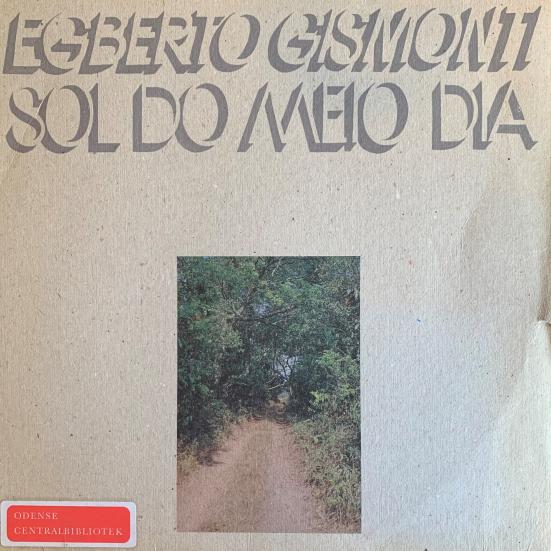 EGBERTO GISMONTI
SOL DO MEIO DIA
ODENSE
CENTRALBIBLIOTEK